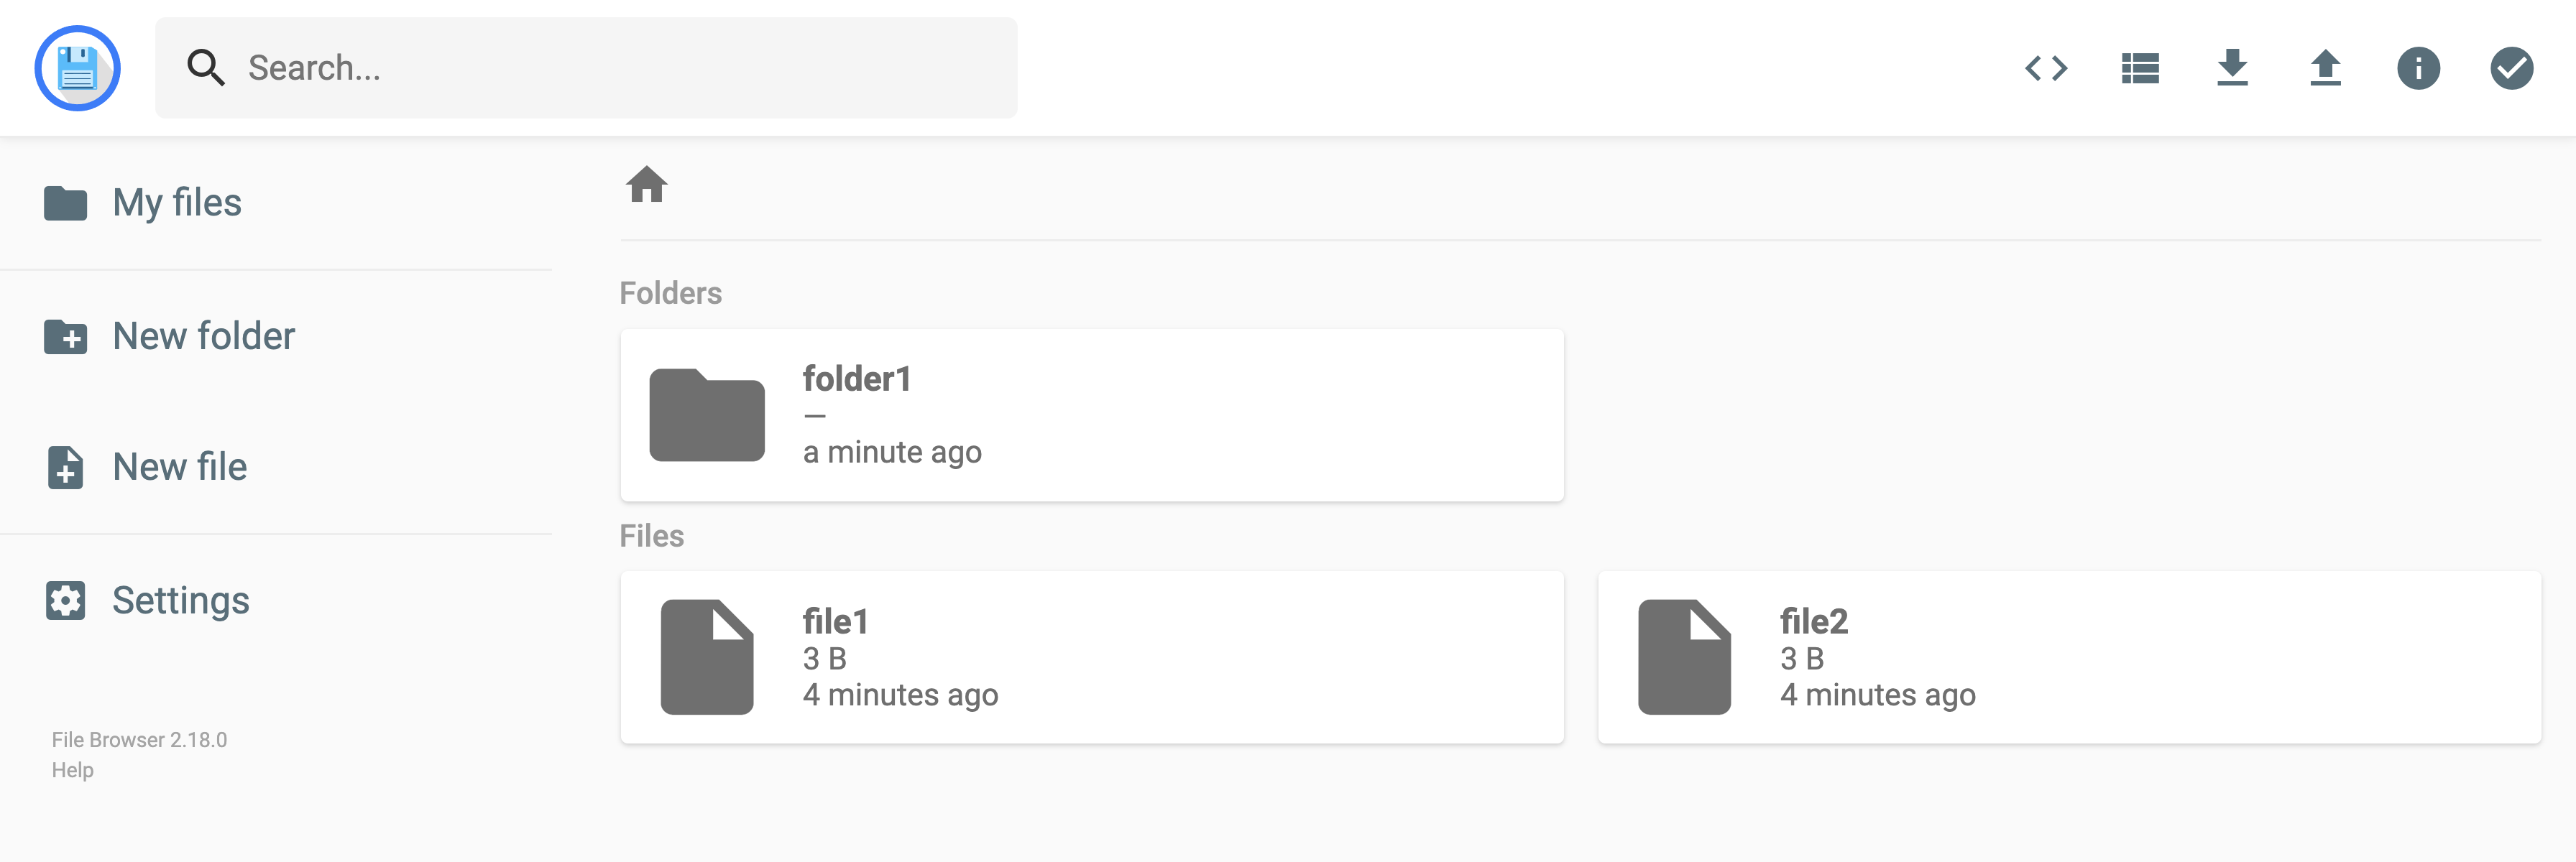 Search...
My files
New folder
New file
Settings
File Browser 2.18.0
Help
Folders
folder1
—
a minute ago
Files
file1
3 B
4 minutes ago
file2
3 B
4 minutes ago